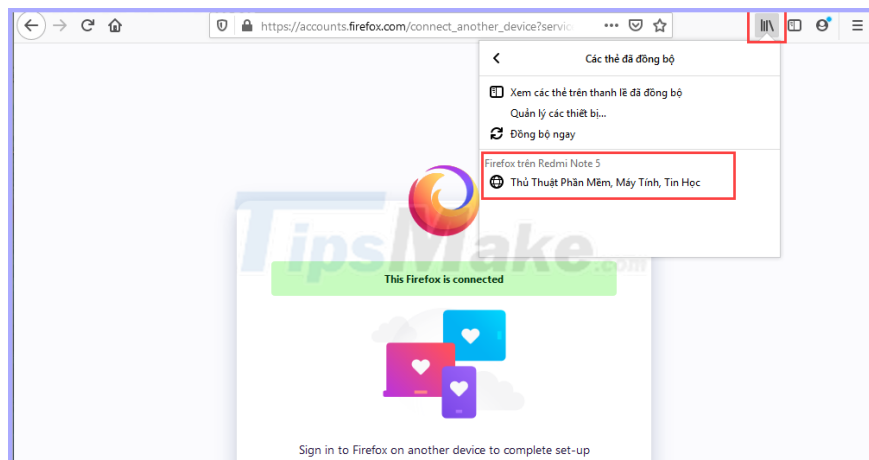 https://accounts.firefox.com/connect_another_device?servic
Các thẻ đã đồng bộ
Xem các thẻ trên thanh lề đã đồng bộ
Quản lý các thiết bị...
Đồng bộ ngay
Firefox trên Redmi Note 5
Thủ Thuật Phần Mềm, Máy Tính, Tin Học
TipsMake.com
This Firefox is connected
Sign in to Firefox on another device to complete set-up